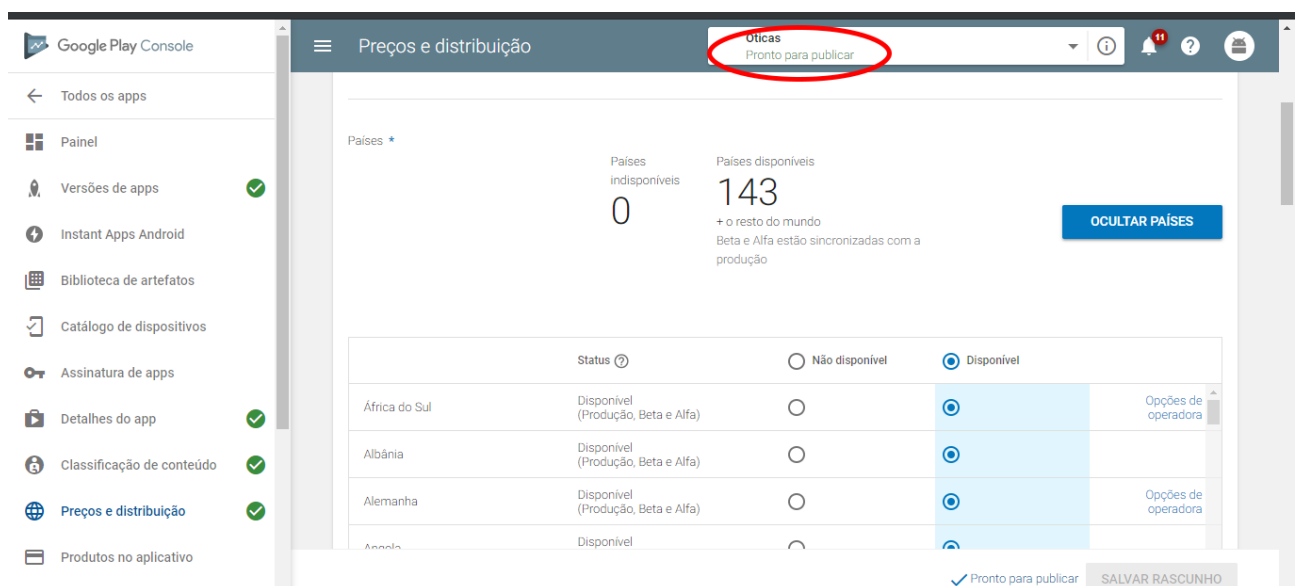 Google Play Console
Preços e distribuição
Óticas
Pronto para publicar
11
Todos os apps
Painel
Versões de apps
Instant Apps Android
Biblioteca de artefatos
Catálogo de dispositivos
Assinatura de apps
Detalhes do app
Classificação de conteúdo
Preços e distribuição
Produtos no aplicativo
Países *
Países
indisponíveis
0
Países disponíveis
143
+ o resto do mundo
Beta e Alfa estão sincronizadas com a
produção
OCULTAR PAÍSES
Status Não disponível Disponível
África do Sul
Disponível
(Produção, Beta e Alfa)
Opções de
operadora
Albânia
Disponível
(Produção, Beta e Alfa)
Alemanha
Disponível
(Produção, Beta e Alfa)
Opções de
operadora
Angola
Disponível
Pronto para publicar
SALVAR RASCUNHO